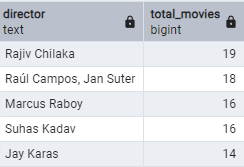 director total_movies
text bigint
Rajiv Chilaka 19
Raúl Campos, Jan Suter 18
Marcus Raboy 16
Suhas Kadav 16
Jay Karas 14